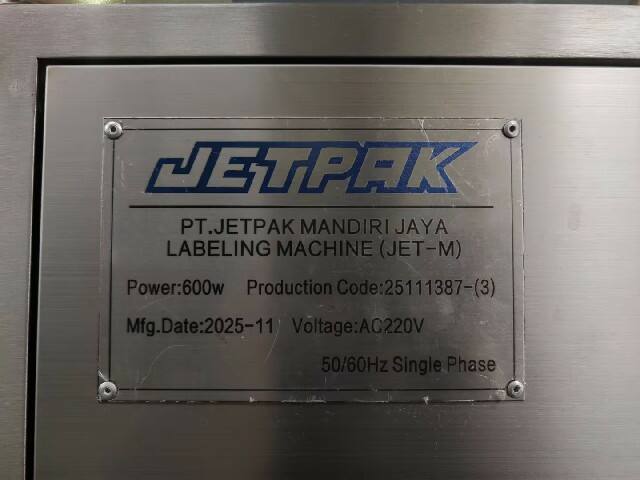 JETPAK
PT.JETPAK MANDIRI JAYA
LABELING MACHINE (JET-M)
Power:600w Production Code:25111387-(3)
Mfg.Date:2025-11 Voltage:AC220V
50/60Hz Single Phase